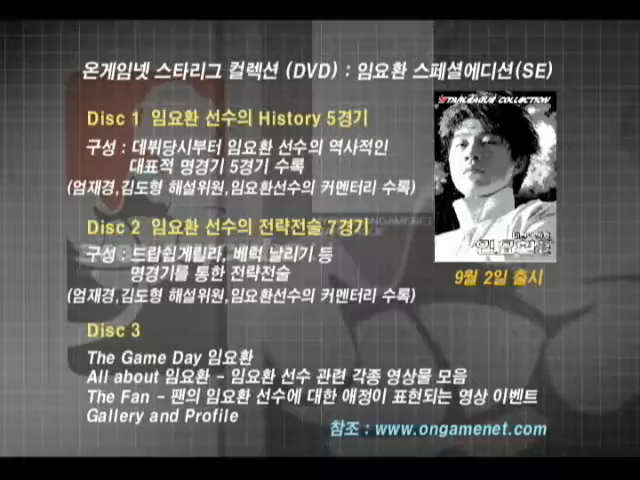 온게임넷 스타리그 컬렉션 (DVD) : 임요환 스페셜에디션(SE)
Disc 1 임요환 선수의 History 5경기
구성 : 데뷔당시부터 임요환 선수의 역사적인
대표적 명경기 5경기 수록
(엄재경,김도형 해설위원,임요환선수의 커멘터리 수록)
Disc 2 임요환 선수의 전략전술 7경기
구성 : 드랍쉽게릴라, 베럭 날리기 등
명경기를 통한 전략전술
(엄재경,김도형 해설위원,임요환선수의 커멘터리 수록)
Disc 3
The Game Day 임요환
All about 임요환 - 임요환 선수 관련 각종 영상물 모음
The Fan - 팬의 임요환 선수에 대한 애정이 표현되는 영상 이벤트
Gallery and Profile
STARLEAGUE COLLECTION
임요환
9월 2일 출시
ONGAMENET
참조 : www.ongamenet.com